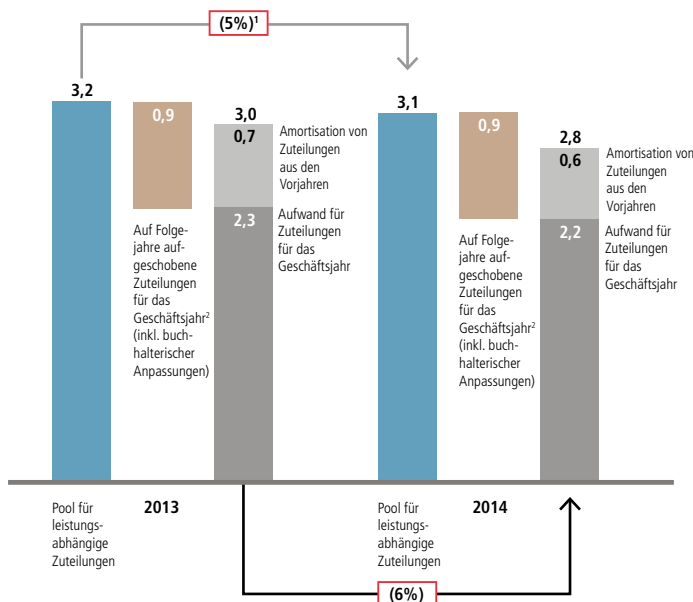 (5%)¹
3,2
0,9
3,0
0,7
Amortisation von
Zuteilungen
aus den
Vorjahren
2,3
Aufwand für
Zuteilungen
für das
Geschäftsjahr
Auf Folge-
jahre auf-
geschobene
Zuteilungen
für das
Geschäftsjahr²
(inkl. buch-
halterischer
Anpassungen)
3,1
0,9
2,8
0,6
Amortisation von
Zuteilungen
aus den
Vorjahren
2,2
Aufwand für
Zuteilungen
für das
Geschäftsjahr
Auf Folge-
jahre auf-
geschobene
Zuteilungen
für das
Geschäftsjahr²
(inkl. buch-
halterischer
Anpassungen)
Pool für
leistungs-
abhängige
Zuteilungen
2013
Pool für
leistungs-
abhängige
Zuteilungen
2014
(6%)